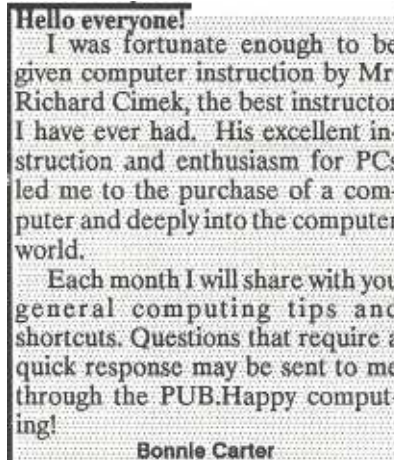 Hello everyone!
I was fortunate enough to be
given computer instruction by Mr
Richard Cimek, the best instructor
I have ever had. His excellent in-
struction and enthusiasm for PCs
led me to the purchase of a com-
puter and deeply into the computer
world.
Each month I will share with you
general computing tips and
shortcuts. Questions that require a
quick response may be sent to me
through the PUB.Happy comput-
ing!
Bonnie Carter